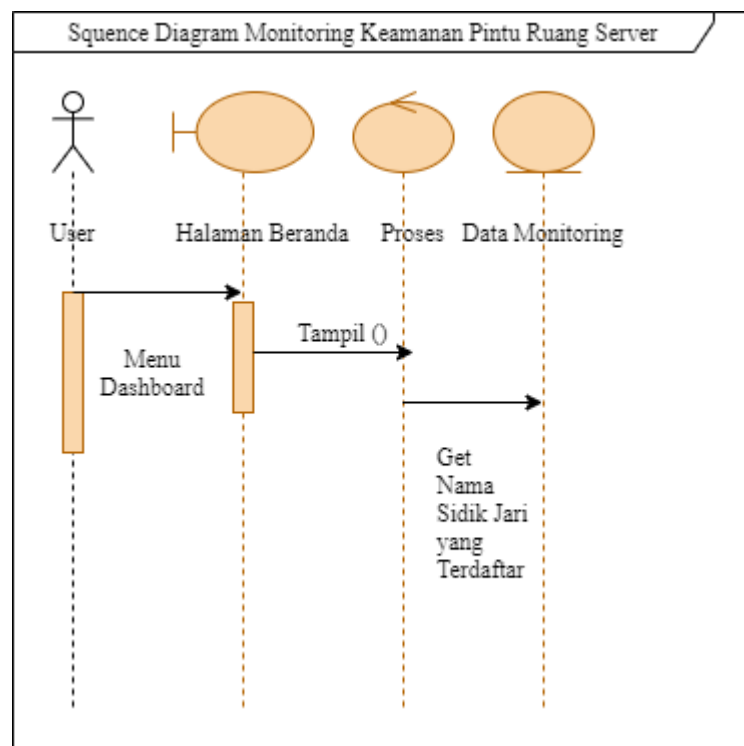 Squence Diagram Monitoring Keamanan Pintu Ruang Server
User
Halaman Beranda
Proses
Data Monitoring
Menu
Dashboard
Tampil ()
Get
Nama
Sidik Jari
yang
Terdaftar